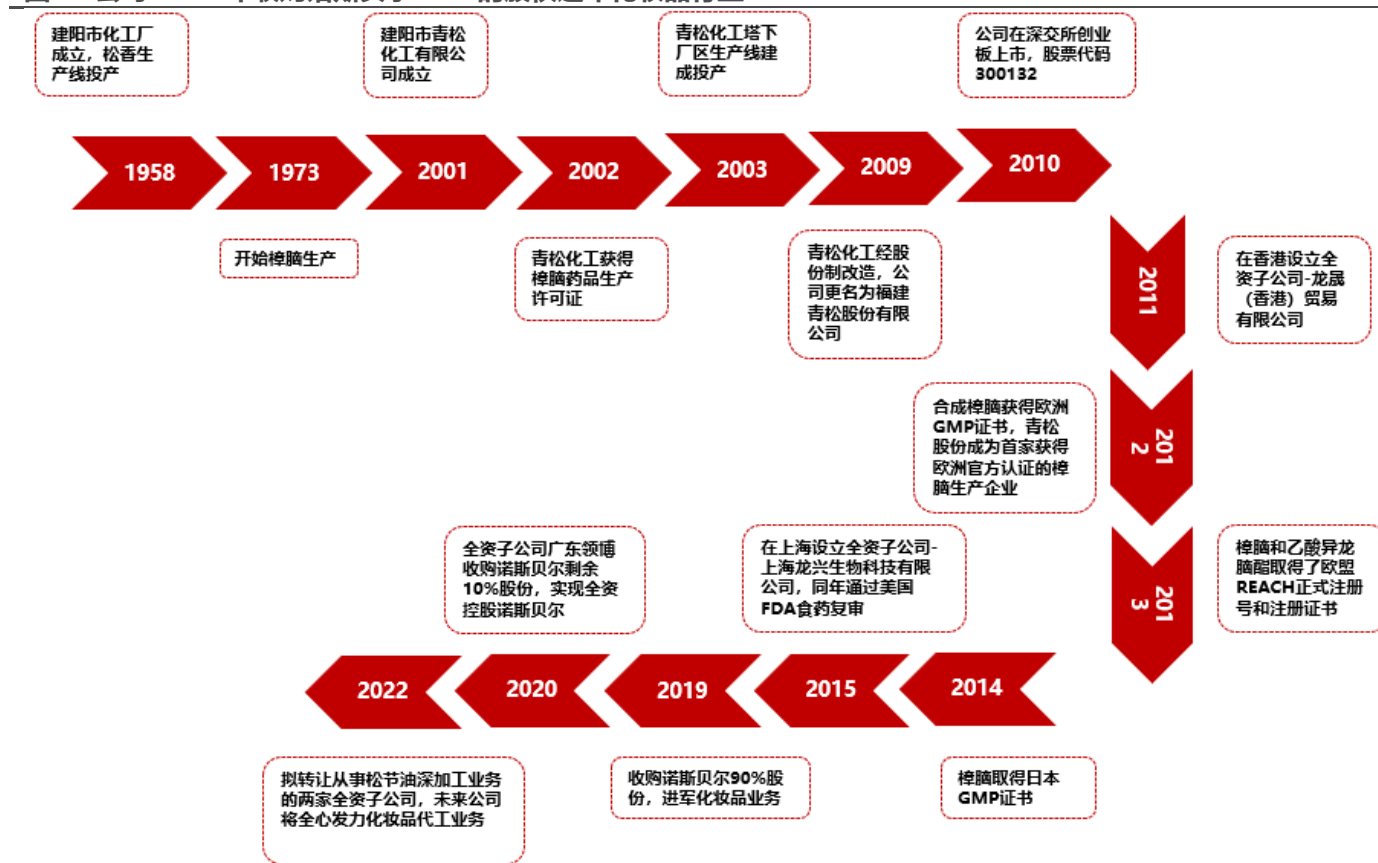 建阳市化工厂
成立，松香生
产线投产
建阳市青松
化工有限公
司成立
青松化工塔下
厂区生产线建
成投产
公司在深交所创业
板上市，股票代码
300132
1958
1973
2001
2002
2003
2009
2010
开始樟脑生产
青松化工获得
樟脑药品生产
许可证
青松化工经股
份制改造，公
司更名为福建
青松股份有限
公司
2011
在香港设立全
资子公司-龙晟
（香港）贸易
有限公司
合成樟脑获得欧洲
GMP证书，青松
股份成为首家获得
欧洲官方认证的樟
脑生产企业
201
2
全资子公司广东领博
收购诺斯贝尔剩余
10%股份，实现全资
控股诺斯贝尔
在上海设立全资子公司-
上海龙兴生物科技有限
公司，同年通过美国
FDA食药复审
201
3
樟脑和乙酸异龙
脑酯取得了欧盟
REACH正式注册
号和注册证书
2022
2020
2019
2015
2014
拟转让从事松节油深加工业务
的两家全资子公司，未来公司
将全心发力化妆品代工业务
收购诺斯贝尔90%股
份，进军化妆品业务
樟脑取得日本
GMP证书